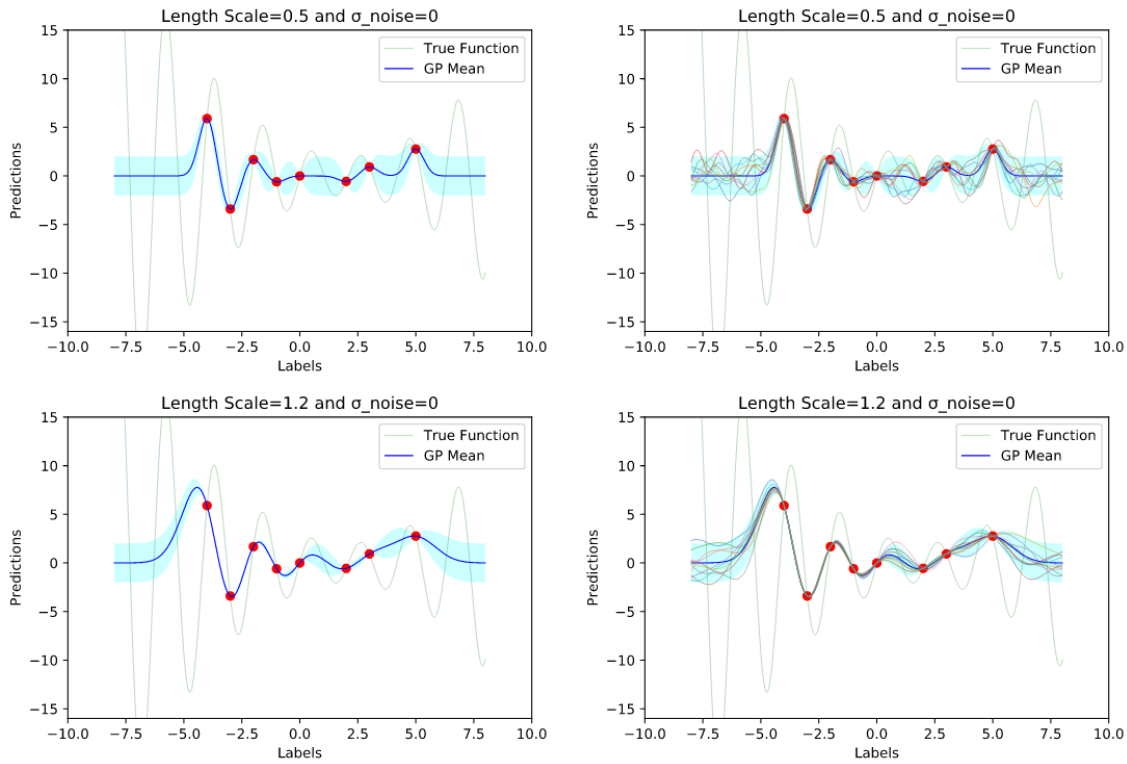 Length Scale=0.5 and σ_noise=0
15
10
5
0
−5
−10
−15
Predictions
True Function
GP Mean
−10.0 −7.5 −5.0 −2.5 0.0 2.5 5.0 7.5 10.0
Labels
Length Scale=0.5 and σ_noise=0
15
10
5
0
−5
−10
−15
Predictions
True Function
GP Mean
−10.0 −7.5 −5.0 −2.5 0.0 2.5 5.0 7.5 10.0
Labels
Length Scale=1.2 and σ_noise=0
15
10
5
0
−5
−10
−15
Predictions
True Function
GP Mean
−10.0 −7.5 −5.0 −2.5 0.0 2.5 5.0 7.5 10.0
Labels
Length Scale=1.2 and σ_noise=0
15
10
5
0
−5
−10
−15
Predictions
True Function
GP Mean
−10.0 −7.5 −5.0 −2.5 0.0 2.5 5.0 7.5 10.0
Labels